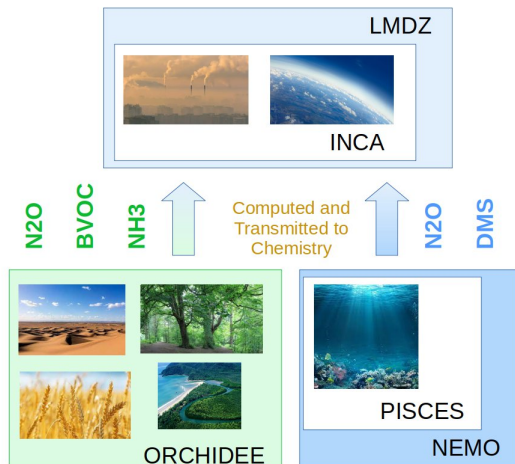 LMDZ
INCA
N2O
BVOC
NH3
Computed and
Transmitted to
Chemistry
N2O
DMS
ORCHIDEE
PISCES
NEMO